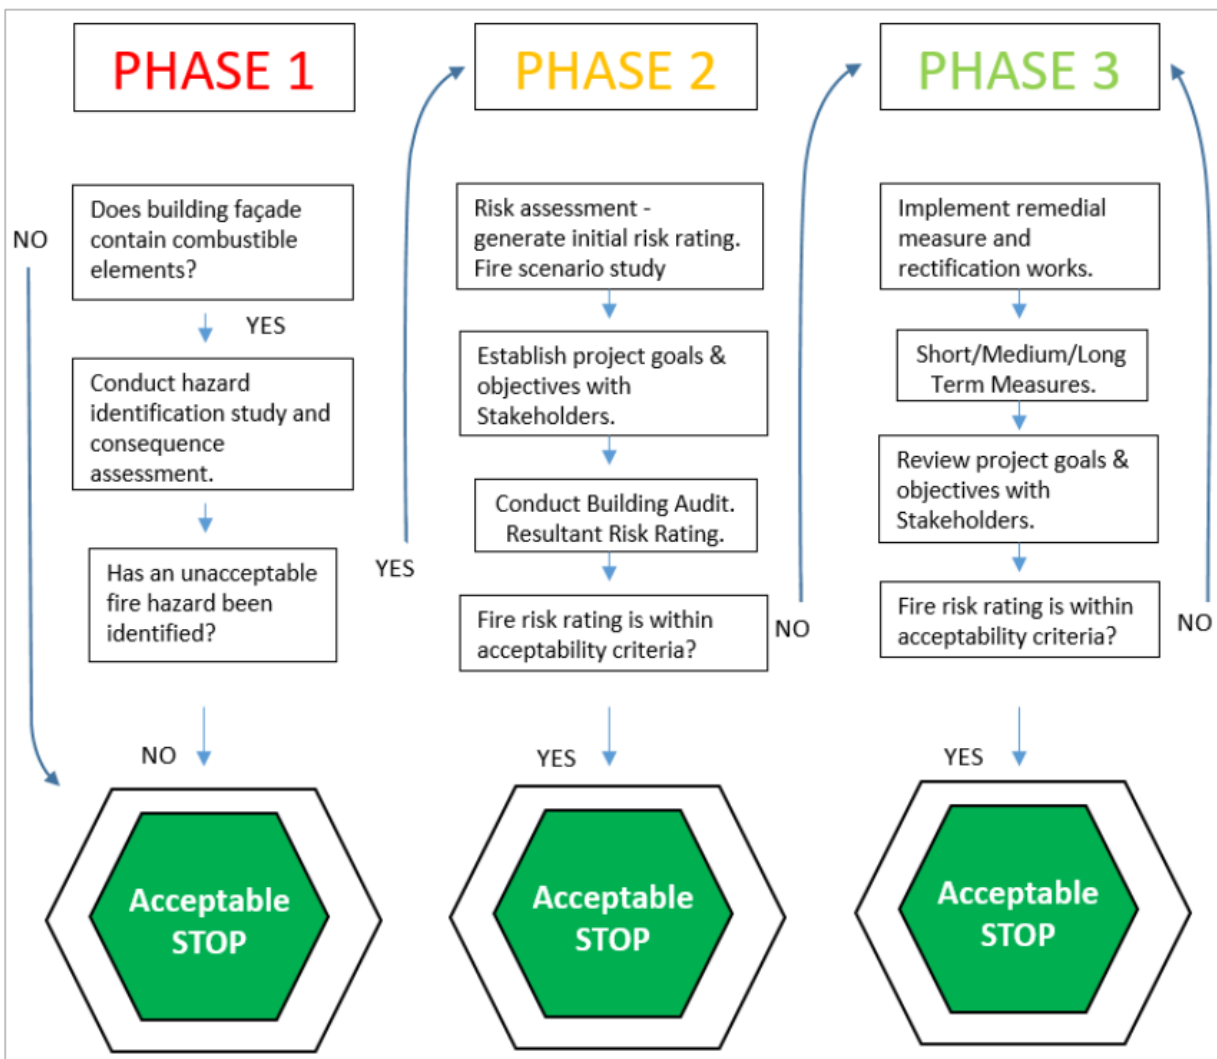 PHASE 1
NO
Does building façade
contain combustible
elements?
YES
Conduct hazard
identification study and
consequence
assessment.
Has an unacceptable
fire hazard been
identified?
YES
NO
Acceptable
STOP
PHASE 2
Risk assessment -
generate initial risk rating.
Fire scenario study
Establish project goals &
objectives with
Stakeholders.
Conduct Building Audit.
Resultant Risk Rating.
Fire risk rating is within
acceptability criteria?
NO
YES
Acceptable
STOP
PHASE 3
Implement remedial
measure and
rectification works.
Short/Medium/Long
Term Measures.
Review project goals &
objectives with
Stakeholders.
Fire risk rating is within
acceptability criteria?
NO
YES
Acceptable
STOP